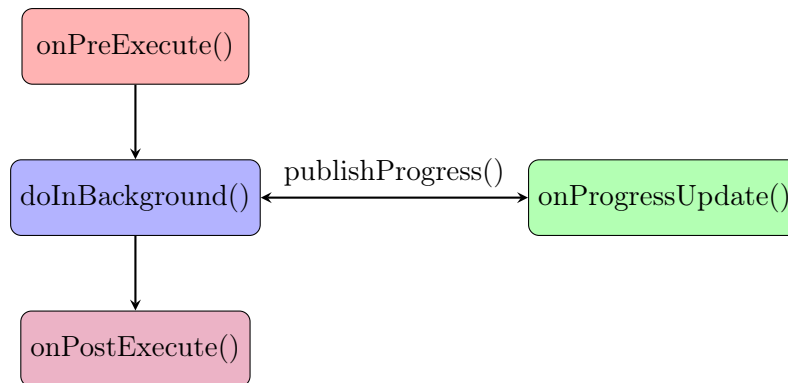 onPreExecute()
publishProgress()
doInBackground()
onProgressUpdate()
onPostExecute()